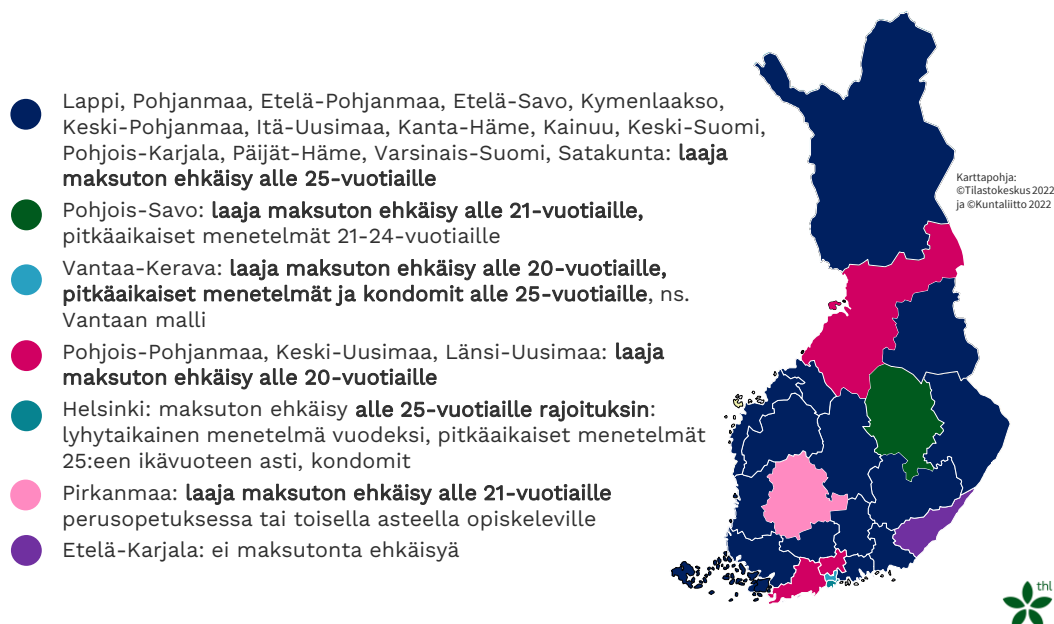 Lappi, Pohjanmaa, Etelä-Pohjanmaa, Etelä-Savo, Kymenlaakso,
Keski-Pohjanmaa, Itä-Uusimaa, Kanta-Häme, Kainuu, Keski-Suomi,
Pohjois-Karjala, Päijät-Häme, Varsinais-Suomi, Satakunta: laaja
maksuton ehkäisy alle 25-vuotiaille
Pohjois-Savo: laaja maksuton ehkäisy alle 21-vuotiaille,
pitkäaikaiset menetelmät 21-24-vuotiaille
Vantaa-Kerava: laaja maksuton ehkäisy alle 20-vuotiaille,
pitkäaikaiset menetelmät ja kondomit alle 25-vuotiaille, ns.
Vantaan malli
Pohjois-Pohjanmaa, Keski-Uusimaa, Länsi-Uusimaa: laaja
maksuton ehkäisy alle 20-vuotiaille
Helsinki: maksuton ehkäisy alle 25-vuotiaille rajoituksin:
lyhytaikainen menetelmä vuodeksi, pitkäaikaiset menetelmät
25:een ikävuoteen asti, kondomit
Pirkanmaa: laaja maksuton ehkäisy alle 21-vuotiaille
perusopetuksessa tai toisella asteella opiskeleville
Etelä-Karjala: ei maksutonta ehkäisyä
Karttapohja:
©Tilastokeskus 2022
ja ©Kuntaliitto 2022
thl